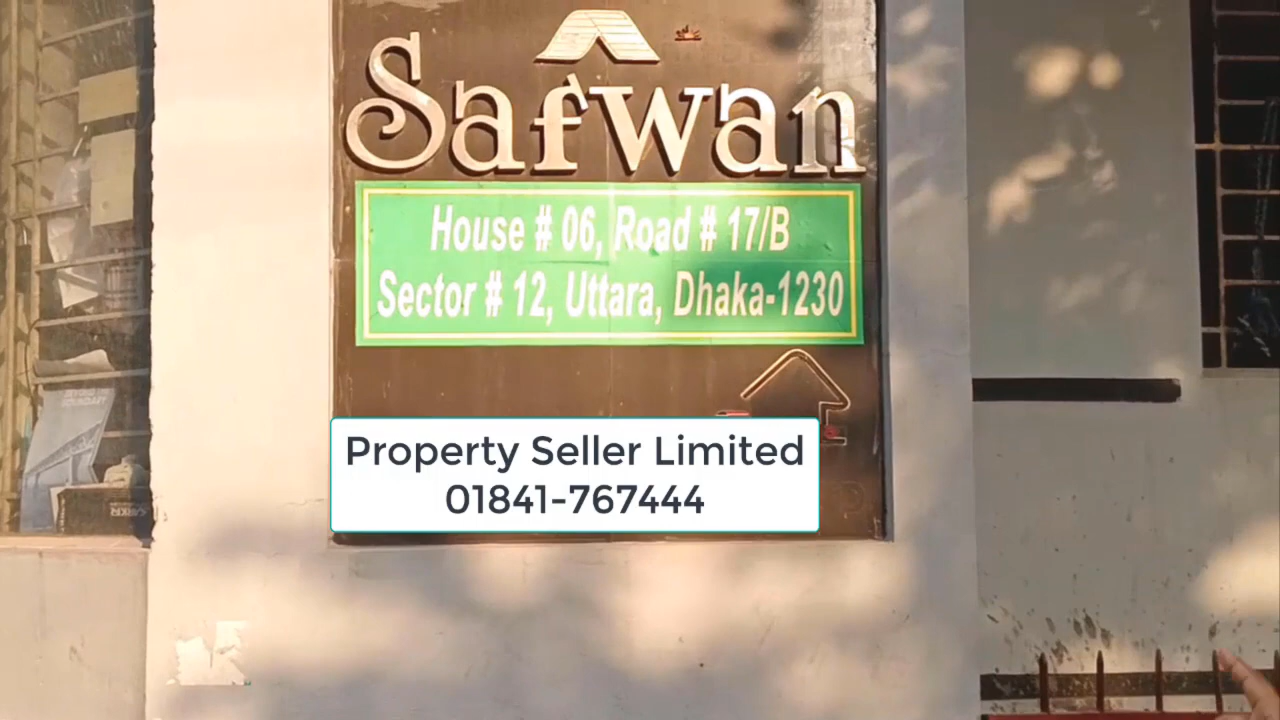 Safwan
House # 06, Road # 17/B
Sector # 12, Uttara, Dhaka-1230
Property Seller Limited
01841-767444